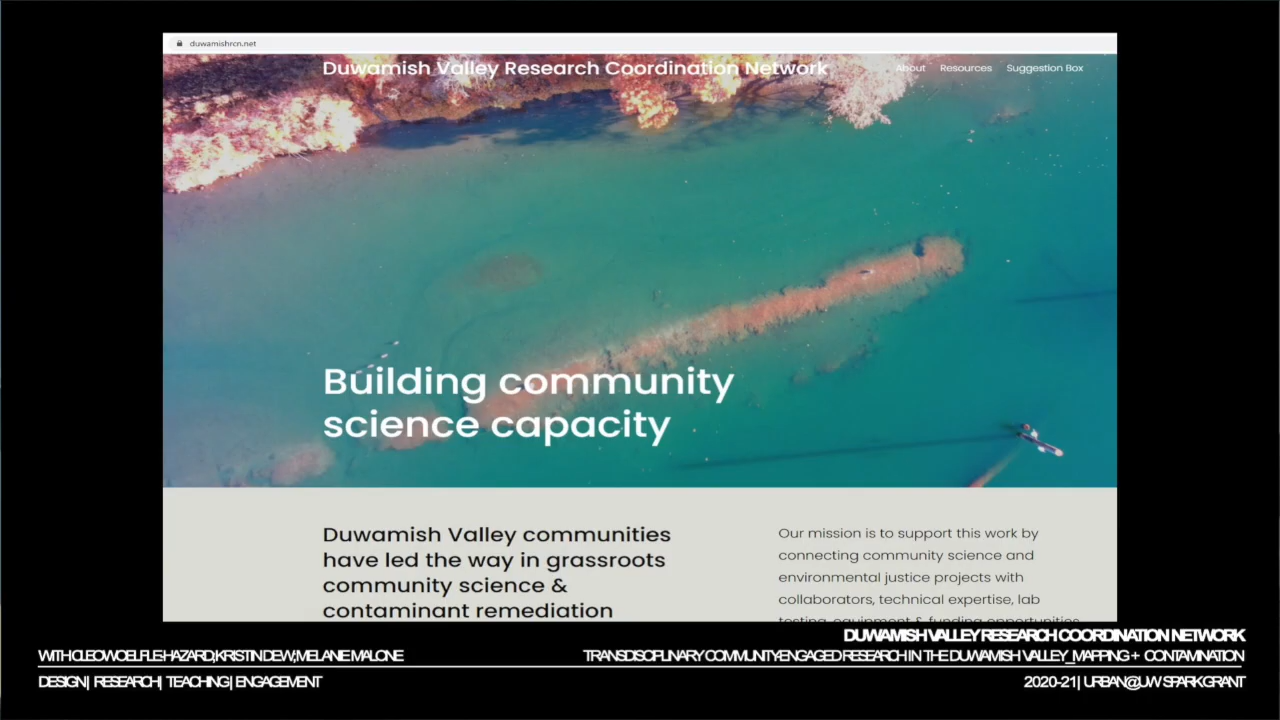 duwamishrcn.net
Duwamish Valley Research Coordination Network
About Resources Suggestion Box
Building community
science capacity
Duwamish Valley communities
have led the way in grassroots
community science &
contaminant remediation
Our mission is to support this work by
connecting community science and
environmental justice projects with
collaborators, technical expertise, lab
testing, equipment & funding opportunities
DUWAMISH VALLEY RESEARCH COORDINATION NETWORK
WITH CLEO WOELFLE-HAZARD, KRISTIN DEW, MELANIE MALONE
TRANSDISCIPLINARY COMMUNITY-ENGAGED RESEARCH IN THE DUWAMISH VALLEY_MAPPING + CONTAMINATION
DESIGN | RESEARCH | TEACHING | ENGAGEMENT
2020-21 | URBAN@UW SPARK GRANT